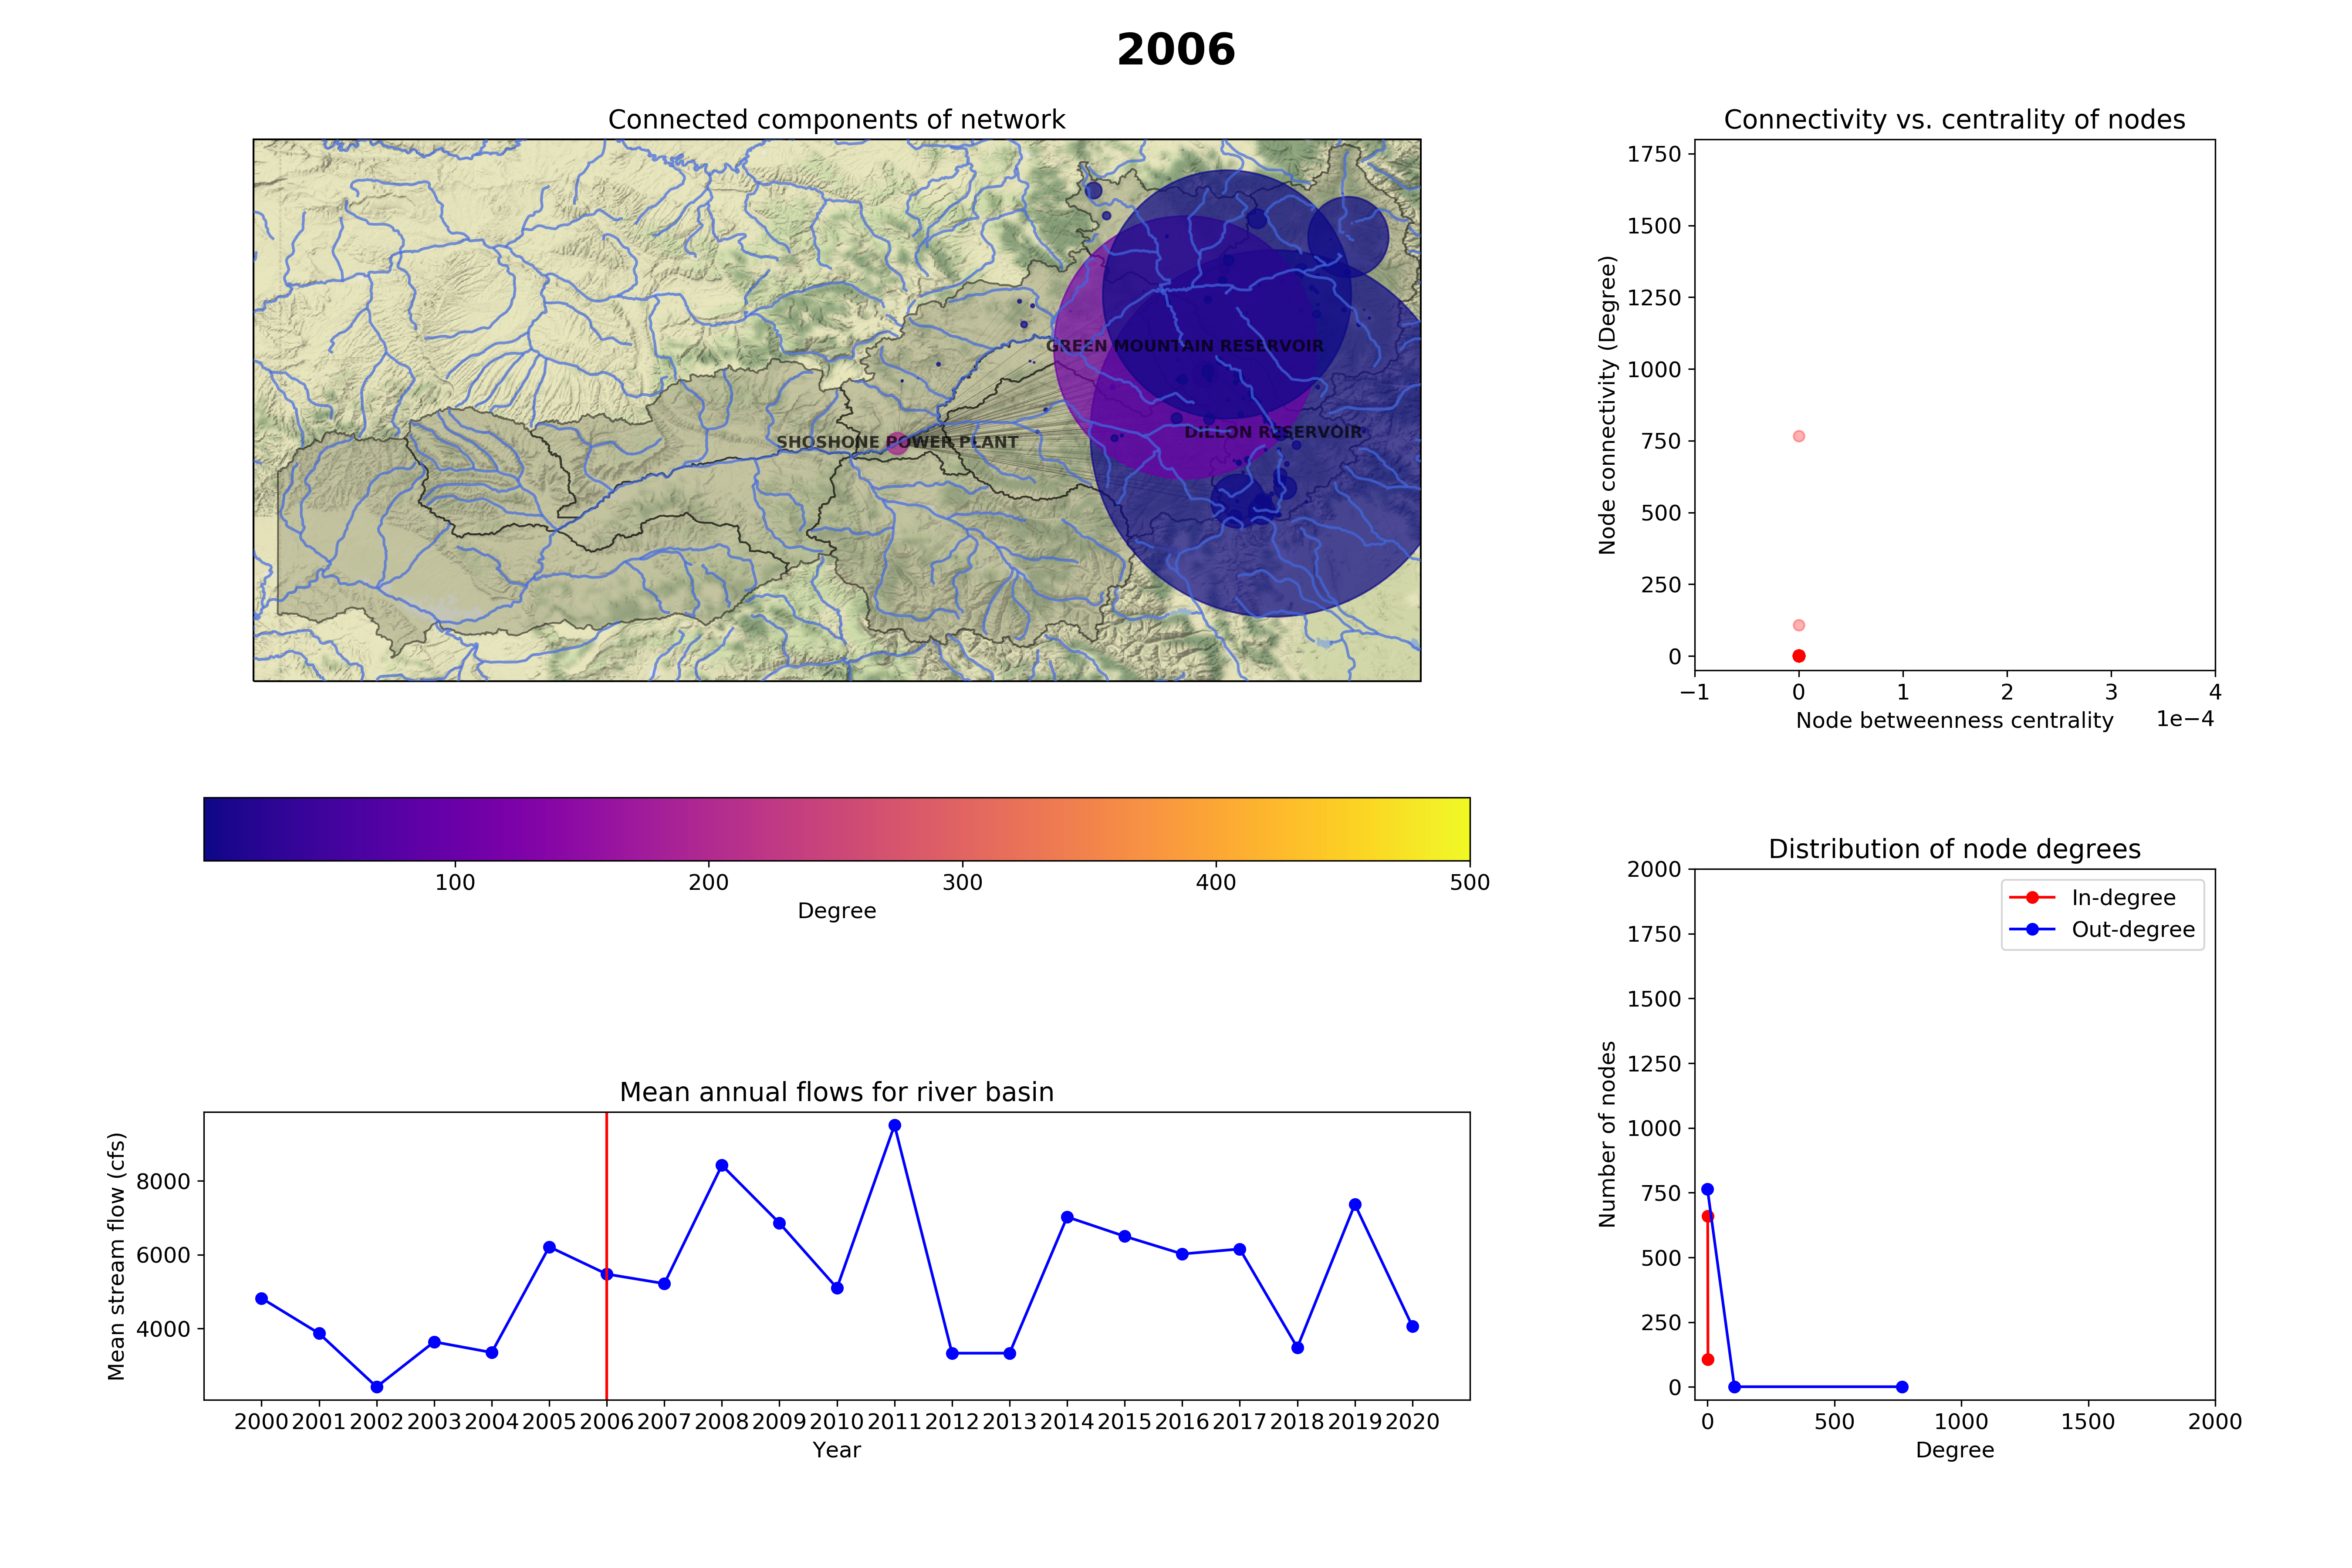 2006
Connected components of network
GREEN MOUNTAIN RESERVOIR
DILLON RESERVOIR
SHOSHONE POWER PLANT
100 200 300 400 500
Degree
Mean annual flows for river basin
Mean stream flow (cfs)
8000
6000
4000
2000 2001 2002 2003 2004 2005 2006 2007 2008 2009 2010 2011 2012 2013 2014 2015 2016 2017 2018 2019 2020
Year
Connectivity vs. centrality of nodes
Node connectivity (Degree)
1750
1500
1250
1000
750
500
250
0
−1 0 1 2 3 4
Node betweenness centrality 1e−4
Distribution of node degrees
In-degree
Out-degree
Number of nodes
2000
1750
1500
1250
1000
750
500
250
0
0 500 1000 1500 2000
Degree